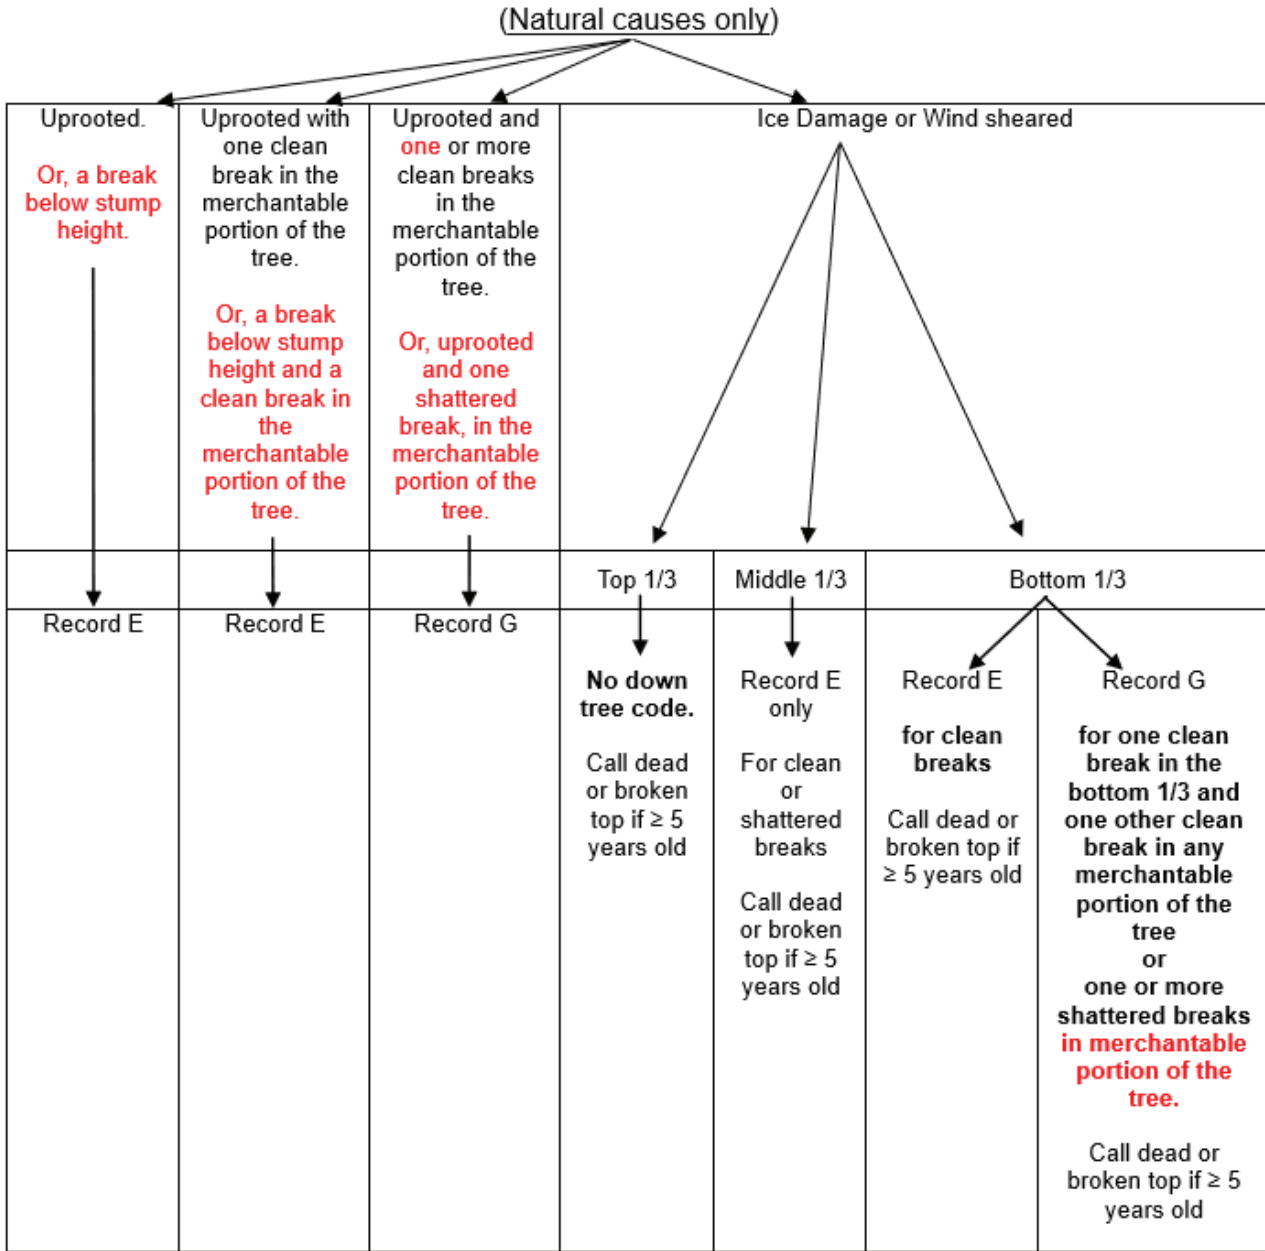 (Natural causes only)
Uprooted.
Or, a break
below stump
height.
Uprooted with
one clean
break in the
merchantable
portion of the
tree.
Or, a break
below stump
height and a
clean break in
the
merchantable
portion of the
tree.
Uprooted and
one or more
clean breaks
in the
merchantable
portion of the
tree.
Or, uprooted
and one
shattered
break, in the
merchantable
portion of the
tree.
Ice Damage or Wind sheared
Top 1/3
Middle 1/3
Bottom 1/3
Record E
Record E
Record G
No down
tree code.
Call dead
or broken
top if ≥ 5
years old
Record E
only
For clean
or
shattered
breaks
Call dead
or broken
top if ≥ 5
years old
Record E
for clean
breaks
Call dead or
broken top if
≥ 5 years old
Record G
for one clean
break in the
bottom 1/3 and
one other clean
break in any
merchantable
portion of the
tree
or
one or more
shattered breaks
in merchantable
portion of the
tree.
Call dead or
broken top if ≥ 5
years old